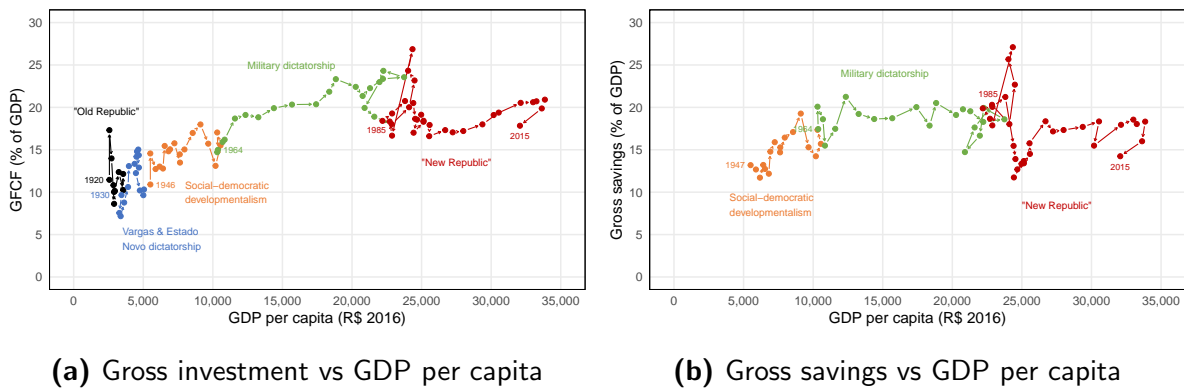 30
25
20
15
10
5
0
GFCF (% of GDP)
"Old Republic"
1920
1930
Vargas & Estado
Novo dictatorship
1946
Social−democratic
developmentalism
Military dictatorship
1964
1985
"New Republic"
2015
0 5,000 10,000 15,000 20,000 25,000 30,000 35,000
GDP per capita (R$ 2016)
(a) Gross investment vs GDP per capita
30
25
20
15
10
5
0
Gross savings (% of GDP)
1947
Social−democratic
developmentalism
Military dictatorship
1964
1985
"New Republic"
2015
0 5,000 10,000 15,000 20,000 25,000 30,000 35,000
GDP per capita (R$ 2016)
(b) Gross savings vs GDP per capita